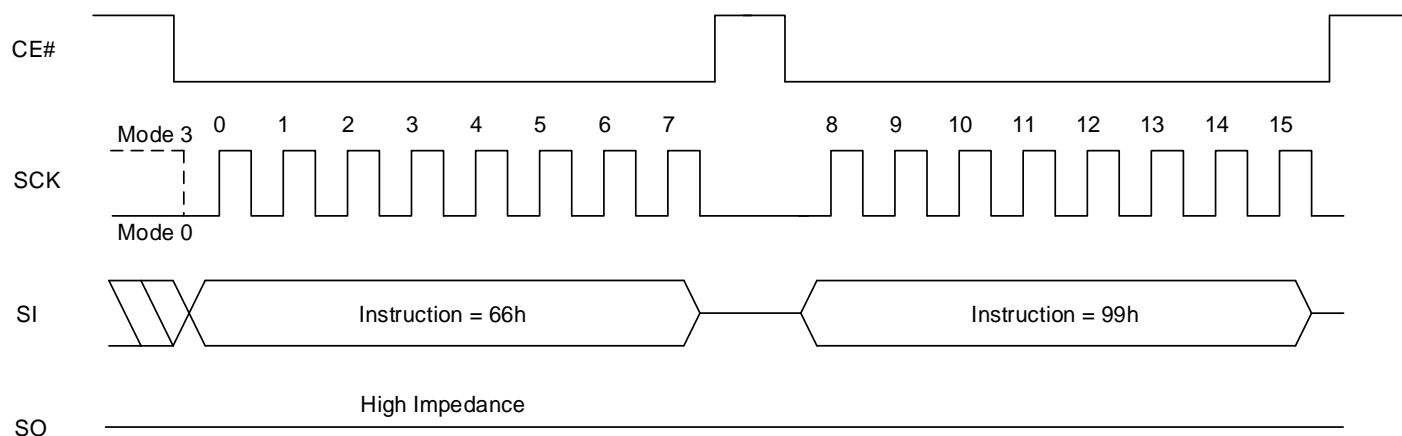 CE#
Mode 3
0 1 2 3 4 5 6 7 8 9 10 11 12 13 14 15
SCK
Mode 0
SI
Instruction = 66h
Instruction = 99h
High Impedance
SO